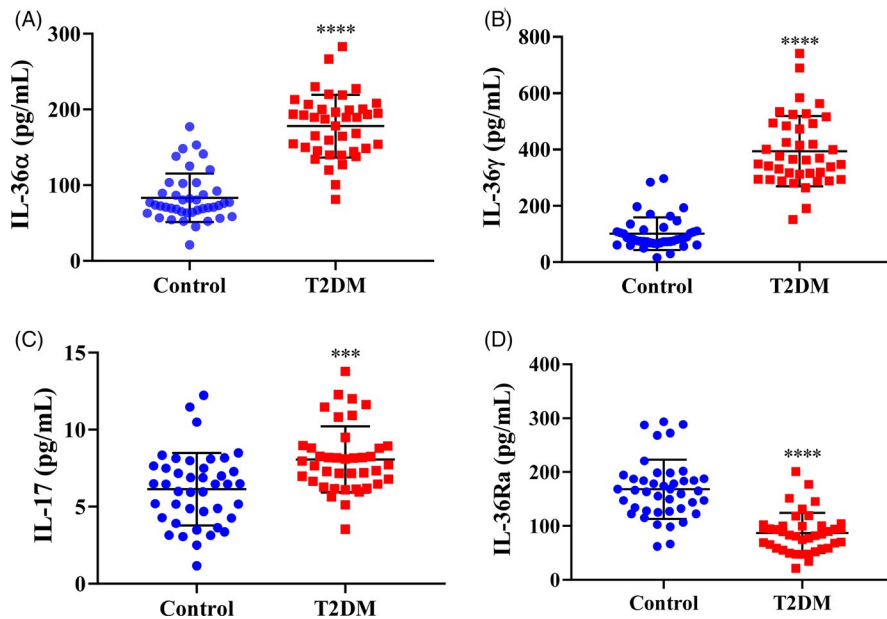 (A)
IL-36α (pg/mL)
300
200
100
0
****
Control
T2DM
(B)
IL-36γ (pg/mL)
800
600
400
200
0
****
Control
T2DM
(C)
IL-17 (pg/mL)
15
10
5
0
***
Control
T2DM
(D)
IL-36Ra (pg/mL)
400
300
200
100
0
****
Control
T2DM